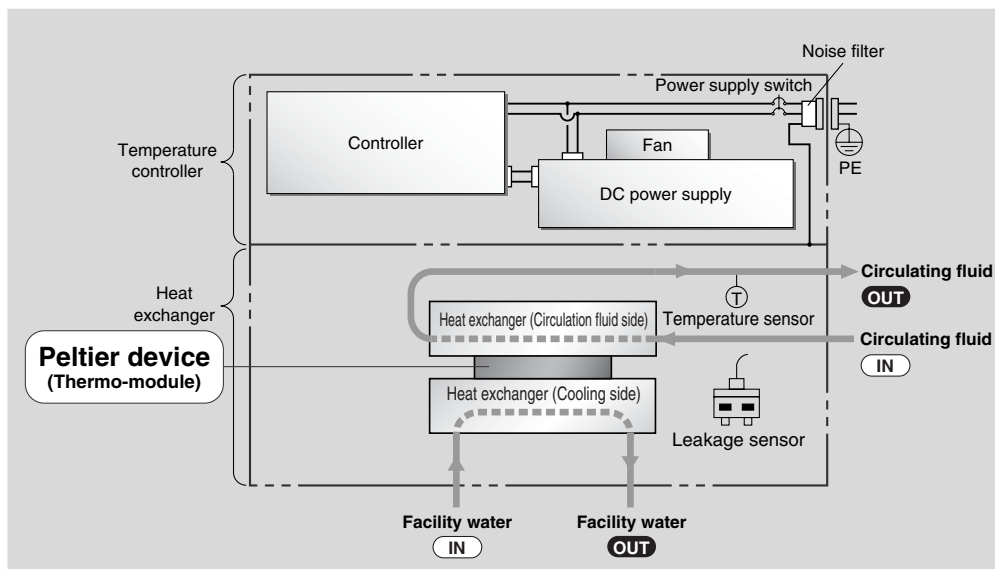 Noise filter
Power supply switch
Controller
Fan
Temperature
controller
PE
DC power supply
Circulating fluid
OUT
Heat
exchanger
T
Temperature sensor
Heat exchanger (Circulation fluid side)
Circulating fluid
IN
Peltier device
(Thermo-module)
Heat exchanger (Cooling side)
Leakage sensor
Facility water
IN
Facility water
OUT